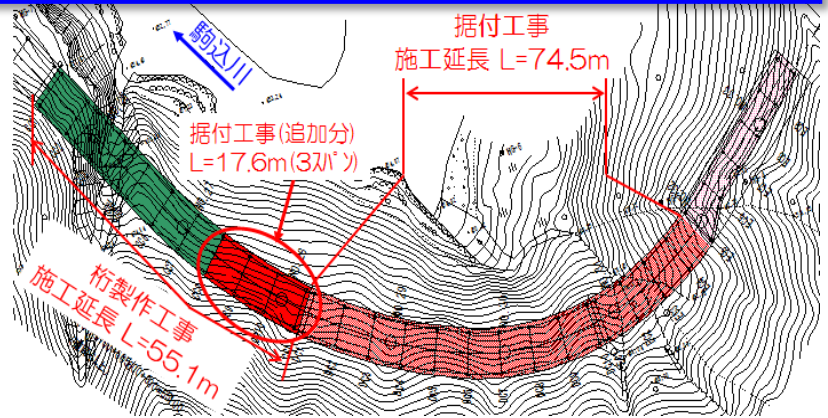 据付工事
施工延長 L=74.5m
駒込川
据付工事(追加分)
L=17.6m(3スパン)
桁製作工事
施工延長 L=55.1m